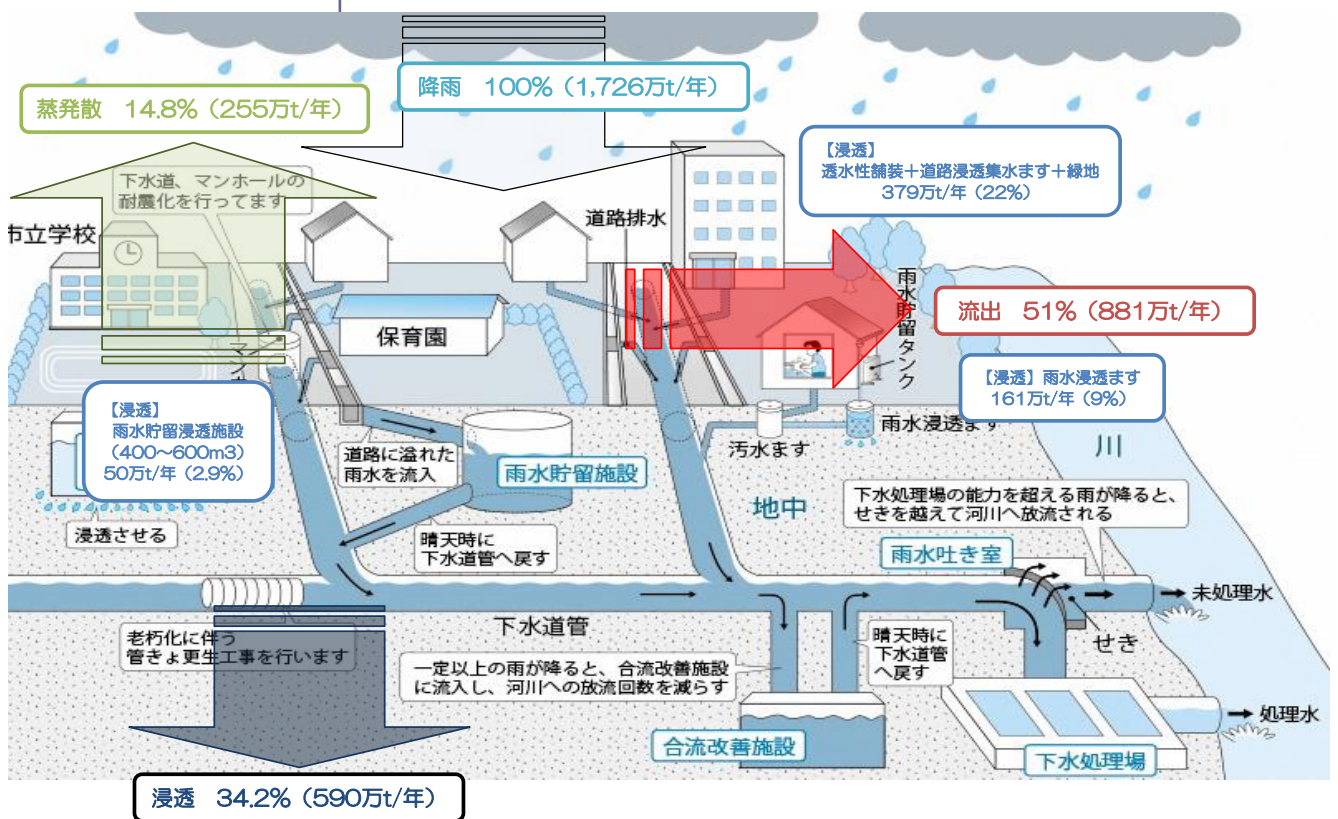 降雨 100%（1,726万t/年）
蒸発散 14.8%（255万t/年）
【浸透】
透水性舗装＋道路浸透集水ます＋緑地
379万t/年（22%）
下水道、マンホールの
耐震化を行ってます
市立学校
道路排水
保育園
雨水貯留タンク
流出 51%（881万t/年）
【浸透】雨水浸透ます
161万t/年（9%）
マンホ
【浸透】
雨水貯留浸透施設
(400～600m3)
50万t/年（2.9%）
浸透させる
道路に溢れた
雨水を流入
雨水貯留施設
晴天時に
下水道管へ戻す
汚水ます
雨水浸透ます
川
地中
下水処理場の能力を超える雨が降ると、
せきを越えて河川へ放流される
雨水吐き室
未処理水
せき
老朽化に伴う
管きょ更生工事を行います
下水道管
一定以上の雨が降ると、合流改善施設
に流入し、河川への放流回数を減らす
晴天時に
下水道管
へ戻す
合流改善施設
処理水
下水処理場
浸透 34.2%（590万t/年）